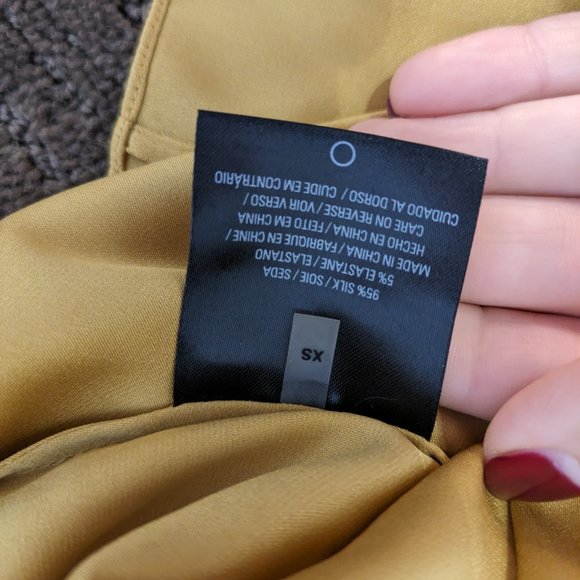 XS
95% SILK / SOIE / SEDA
5% ELASTANE / ELASTANO
MADE IN CHINA / FABRIQUE EN CHINE /
HECHO EN CHINA / FEITO EM CHINA
CARE ON REVERSE / VOIR VERSO /
CUIDADO AL DORSO / CUIDE EM CONTRÁRIO